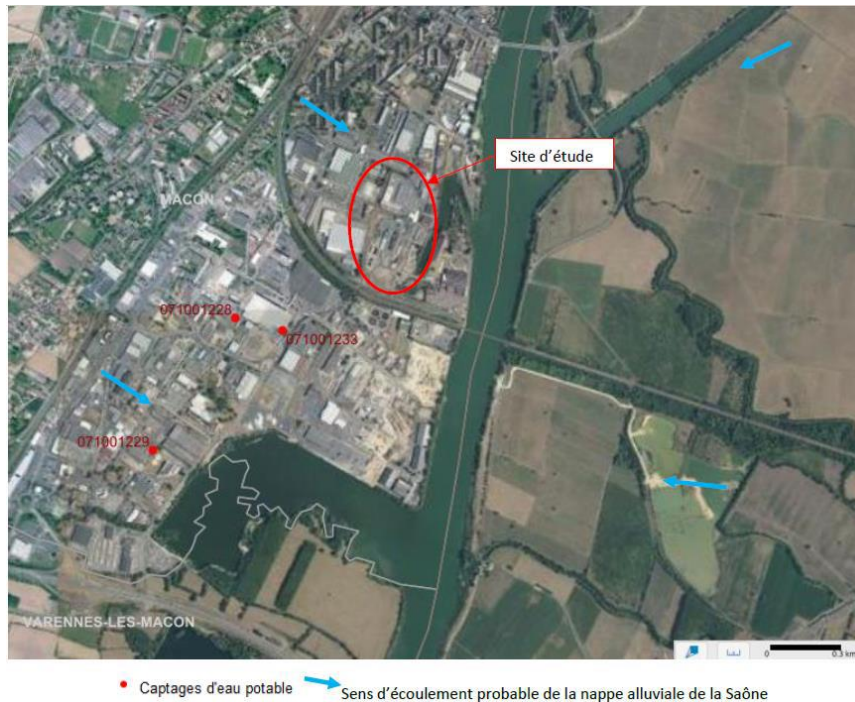 Site d'étude
MACON
071001228
071001233
071001229
VARENNES-LES-MACON
0 0.3 km
Captages d'eau potable
Sens d'écoulement probable de la nappe alluviale de la Saône